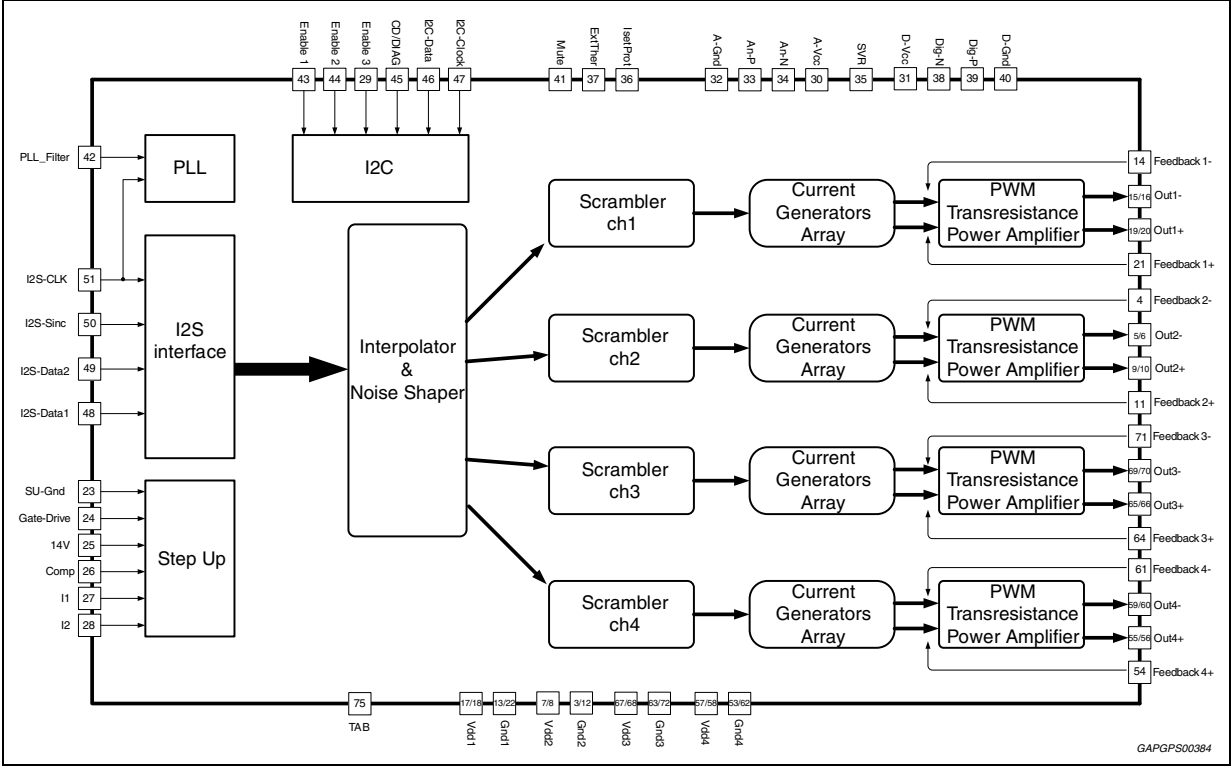 Enable 1
Enable 2
Enable 3
CD/DIAG
I2C-Data
I2C-Clock
Mute
ExtTher
IsetProt
A-Gnd
An-P
An-N
A-Vcc
SVR
D-Vcc
Dig-N
Dig-P
D-Gnd
43
44
29
45
46
47
41
37
36
32
33
34
30
35
31
38
39
40
PLL_Filter
42
PLL
I2C
I2S-CLK
51
I2S-Sinc
50
I2S-Data2
49
I2S-Data1
48
I2S
interface
SU-Gnd
23
Gate-Drive
24
14V
25
Comp
26
I1
27
I2
28
Step Up
Interpolator
&
Noise Shaper
Scrambler
ch1
Current
Generators
Array
PWM
Transresistance
Power Amplifier
14 Feedback 1-
15/16 Out1-
19/20 Out1+
21 Feedback 1+
Scrambler
ch2
Current
Generators
Array
PWM
Transresistance
Power Amplifier
4 Feedback 2-
5/6 Out2-
9/10 Out2+
11 Feedback 2+
Scrambler
ch3
Current
Generators
Array
PWM
Transresistance
Power Amplifier
71 Feedback 3-
69/70 Out3-
65/66 Out3+
64 Feedback 3+
Scrambler
ch4
Current
Generators
Array
PWM
Transresistance
Power Amplifier
61 Feedback 4-
59/60 Out4-
55/56 Out4+
54 Feedback 4+
75
17/18
13/22
7/8
3/12
67/68
63/72
57/58
53/62
TAB
Vdd1
Gnd1
Vdd2
Gnd2
Vdd3
Gnd3
Vdd4
Gnd4
GAPGPS00384